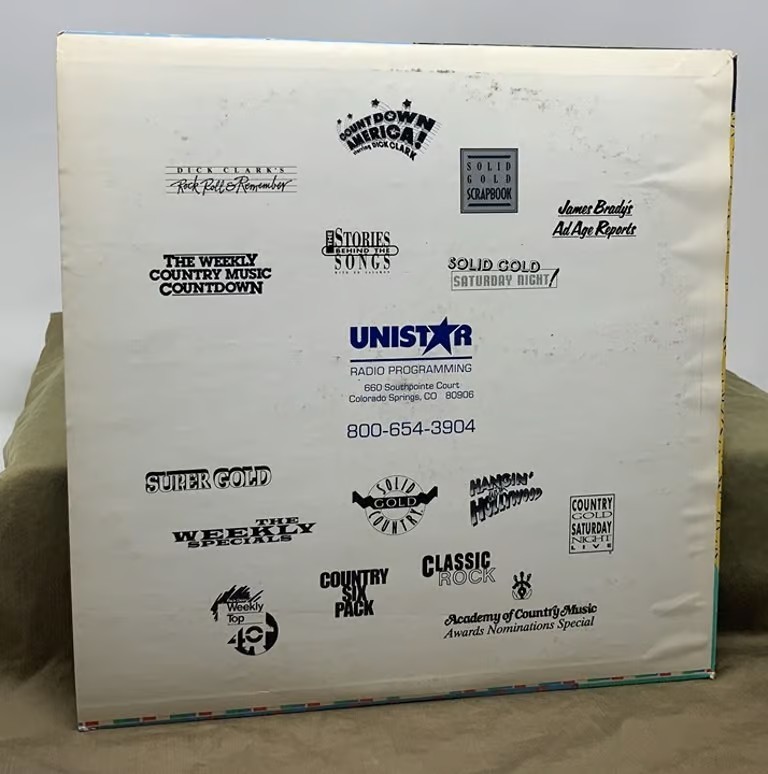 COUNTDOWN
AMERICA!
starring DICK CLARK
DICK CLARK'S
Rock Roll & Remember
SOLID
GOLD
SCRAPBOOK
James Brady's
Ad Age Reports
THE STORIES
BEHIND THE
SONGS
THE WEEKLY
COUNTRY MUSIC
COUNTDOWN
SOLID GOLD
SATURDAY NIGHT!
UNISTAR
RADIO PROGRAMMING
660 Southpointe Court
Colorado Springs, CO 80906
800-654-3904
SUPER GOLD
SOLID
GOLD
COUNTRY
HANGIN'
HOLLYWOOD
COUNTRY
GOLD
SATURDAY
NIGHT
LIVE
THE
WEEKLY
SPECIALS
CLASSIC
ROCK
COUNTRY
SIX
PACK
Weekly
Top
40
Academy of Country Music
Awards Nominations Special